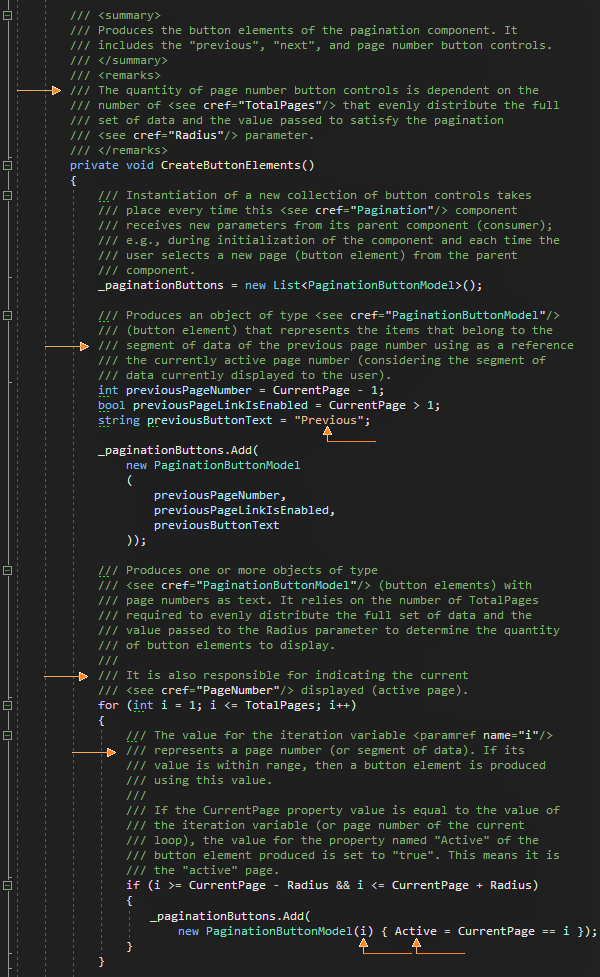 /// <summary>
/// Produces the button elements of the pagination component. It
/// includes the "previous", "next", and page number button controls.
/// </summary>
/// <remarks>
/// The quantity of page number button controls is dependent on the
/// number of <see cref="TotalPages"/> that evenly distribute the full
/// set of data and the value passed to satisfy the pagination
/// <see cref="Radius"/> parameter.
/// </remarks>
private void CreateButtonElements()
{
/// Instantiation of a new collection of button controls takes
/// place every time this <see cref="Pagination"/> component
/// receives new parameters from its parent component (consumer);
/// e.g., during initialization of the component and each time the
/// user selects a new page (button element) from the parent
/// component.
_paginationButtons = new List<PaginationButtonModel>();
/// Produces an object of type <see cref="PaginationButtonModel"/>
/// (button element) that represents the items that belong to the
/// segment of data of the previous page number using as a reference
/// the currently active page number (considering the segment of
/// data currently displayed to the user).
int previousPageNumber = CurrentPage - 1;
bool previousPageLinkIsEnabled = CurrentPage > 1;
string previousButtonText = "Previous";
_paginationButtons.Add(
new PaginationButtonModel
(
previousPageNumber,
previousPageLinkIsEnabled,
previousButtonText
));
/// Produces one or more objects of type
/// <see cref="PaginationButtonModel"/> (button elements) with
/// page numbers as text. It relies on the number of TotalPages
/// required to evenly distribute the full set of data and the
/// value passed to the Radius parameter to determine the quantity
/// of button elements to display.
///
/// It is also responsible for indicating the current
/// <see cref="PageNumber"/> displayed (active page).
for (int i = 1; i <= TotalPages; i++)
{
/// The value for the iteration variable <paramref name="i"/>
/// represents a page number (or segment of data). If its
/// value is within range, then a button element is produced
/// using this value.
///
/// If the CurrentPage property value is equal to the value of
/// the iteration variable (or page number of the current
/// loop), the value for the property named "Active" of the
/// button element produced is set to "true". This means it is
/// the "active" page.
if (i >= CurrentPage - Radius && i <= CurrentPage + Radius)
{
_paginationButtons.Add(
new PaginationButtonModel(i) { Active = CurrentPage == i });
}
}